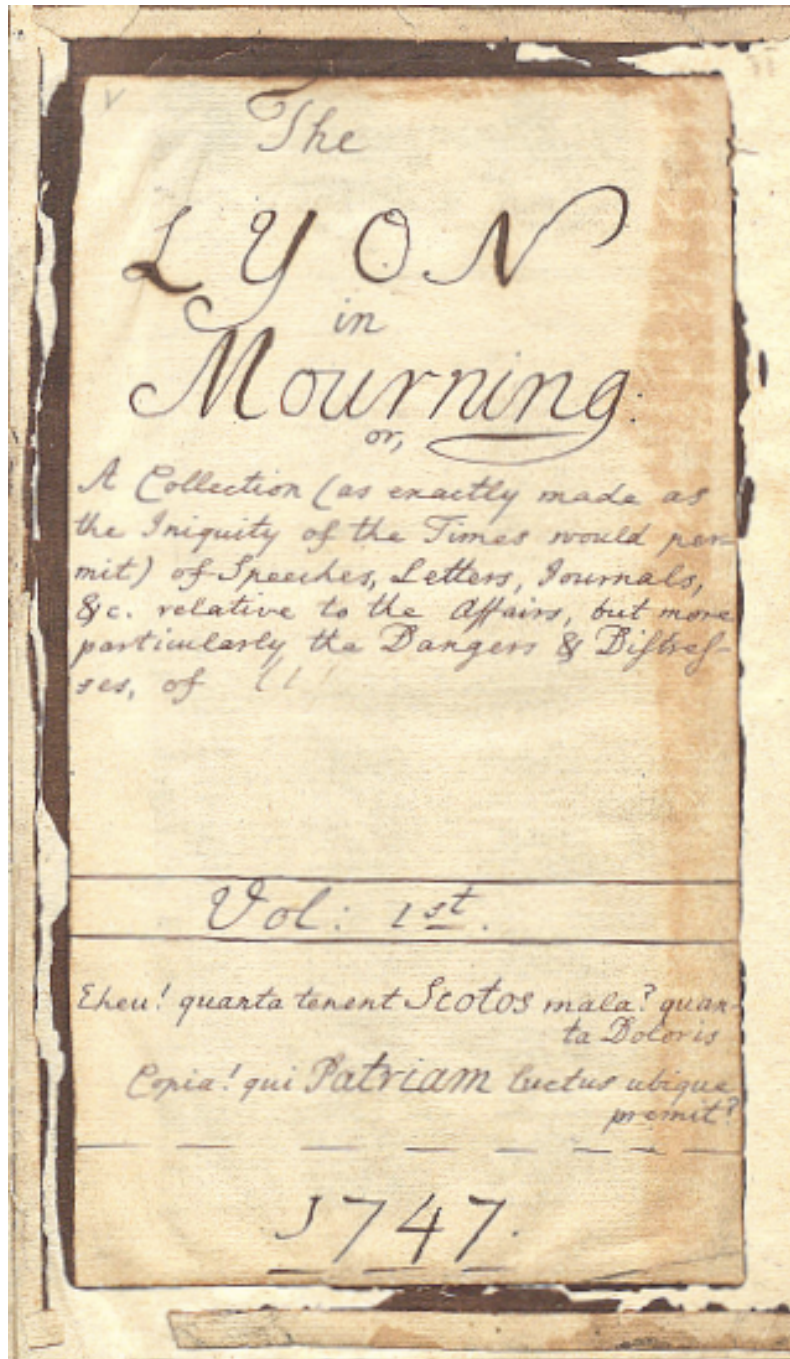 The
LYON
in
Mourning:
or,
A Collection (as exactly made as
the Iniquity of the Times would per=
mit) of Speeches, Letters, Journals,
&c. relative to the Affairs, but more
particularly the Dangers & Distreſ-
ses, of
Vol: 1st.
Eheu! quanta tenent Scotos mala? quan-
ta Doloris
Copia! qui Patriam luctus ubique
premit?
1747.